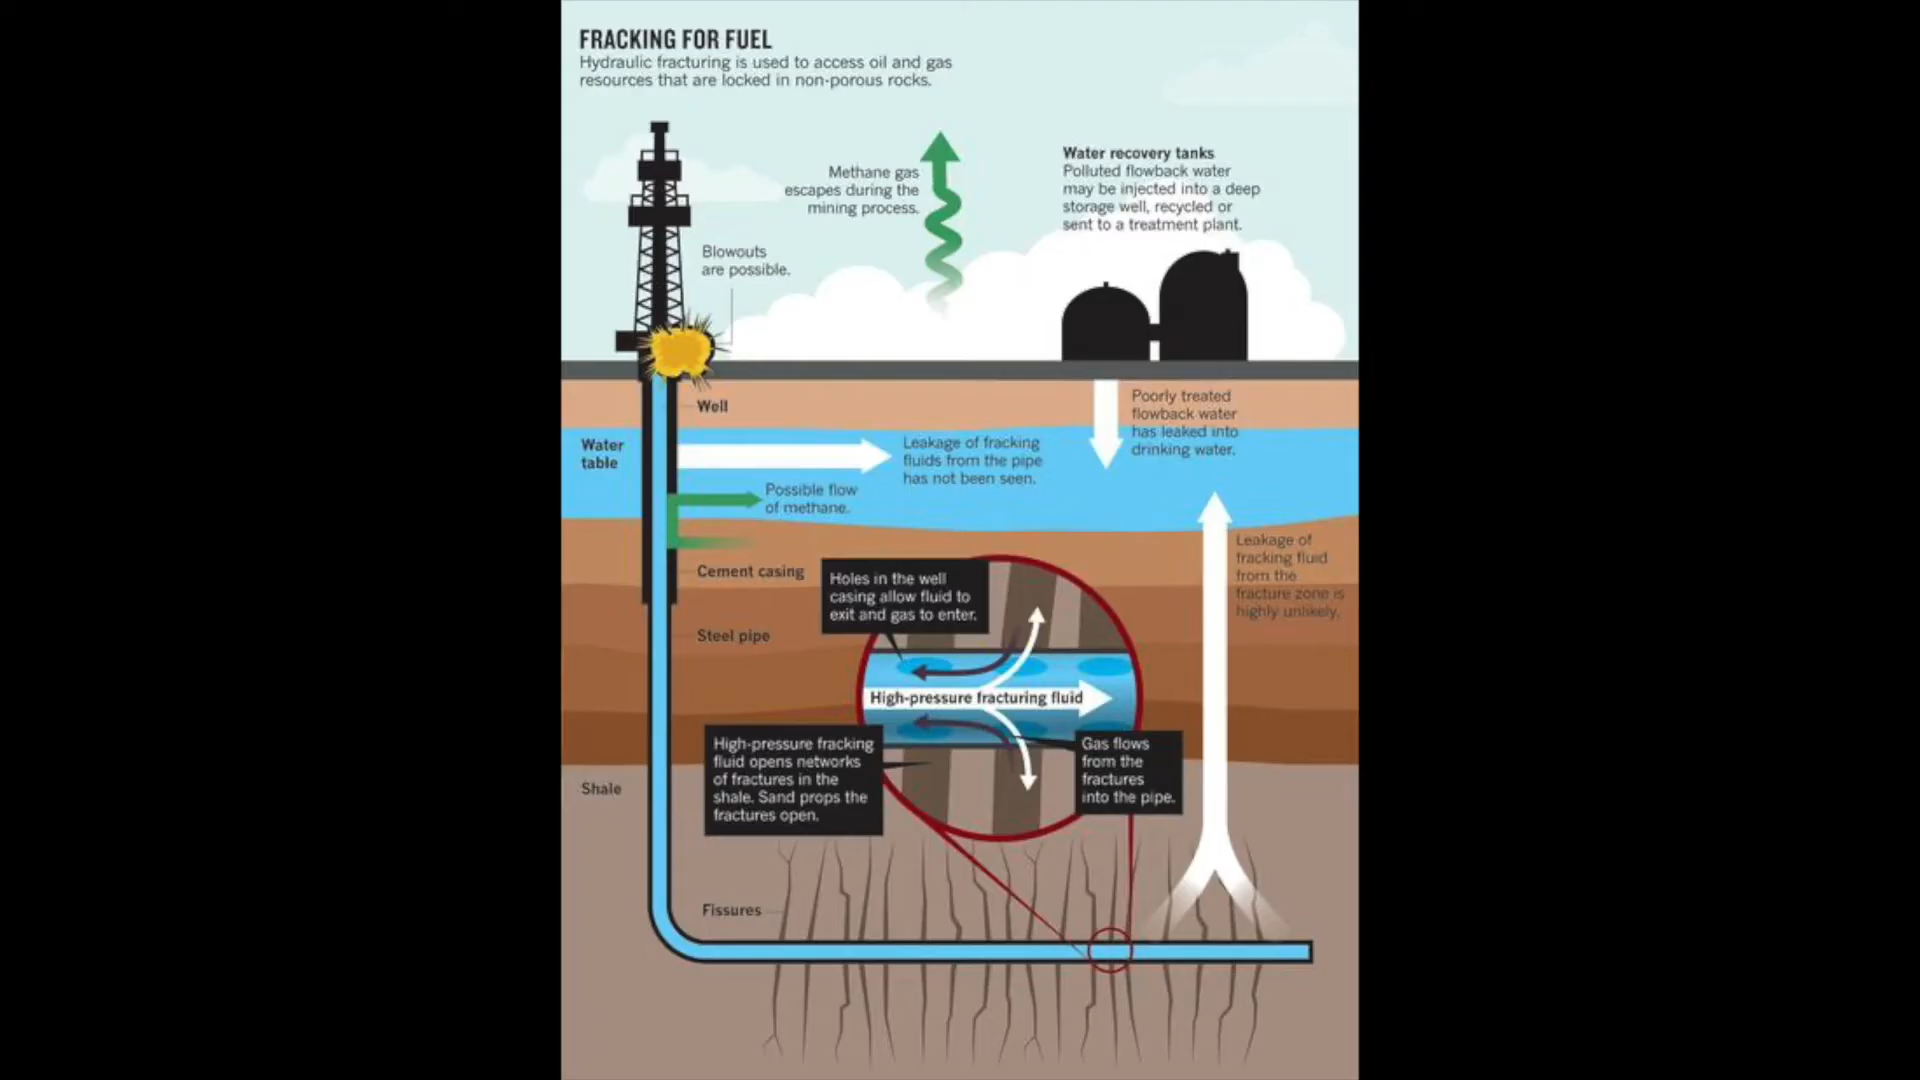 FRACKING FOR FUEL
Hydraulic fracturing is used to access oil and gas
resources that are locked in non-porous rocks.
Methane gas
escapes during the
mining process.
Water recovery tanks
Polluted flowback water
may be injected into a deep
storage well, recycled or
sent to a treatment plant.
Blowouts
are possible.
Well
Poorly treated
flowback water
has leaked into
drinking water.
Water
table
Leakage of fracking
fluids from the pipe
has not been seen.
Possible flow
of methane.
Leakage of
fracking fluid
from the
fracture zone is
highly unlikely.
Cement casing
Holes in the well
casing allow fluid to
exit and gas to enter.
Steel pipe
High-pressure fracturing fluid
High-pressure fracking
fluid opens networks
of fractures in the
shale. Sand props the
fractures open.
Gas flows
from the
fractures
into the pipe.
Shale
Fissures